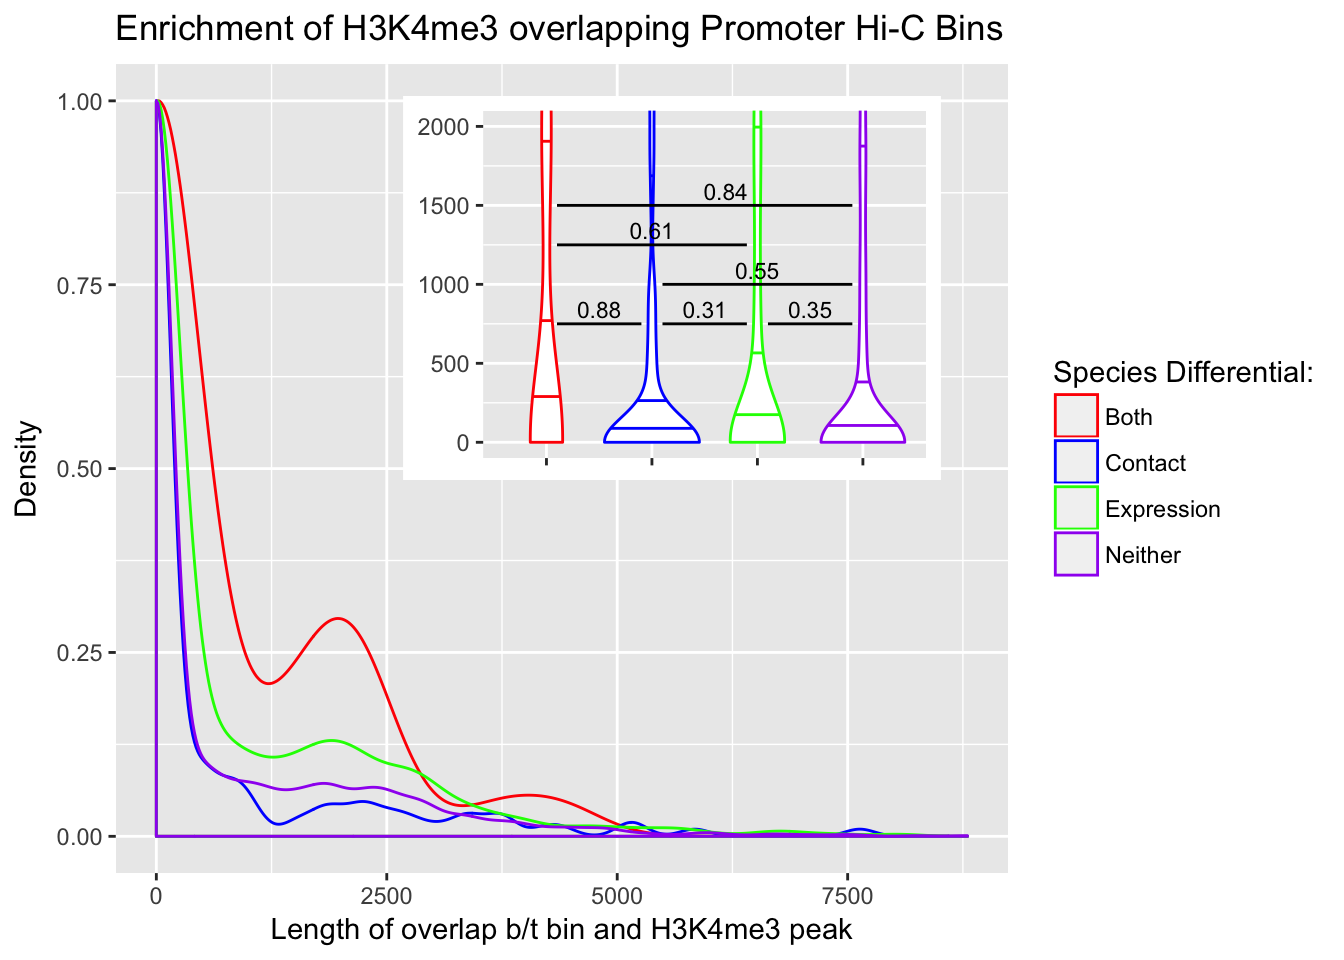 Enrichment of H3K4me3 overlapping Promoter Hi-C Bins
Density
1.00
0.75
0.50
0.25
0.00
2000
1500
1000
500
0
0.84
0.61
0.55
0.88 0.31 0.35
0 2500 5000 7500
Length of overlap b/t bin and H3K4me3 peak
Species Differential:
Both
Contact
Expression
Neither